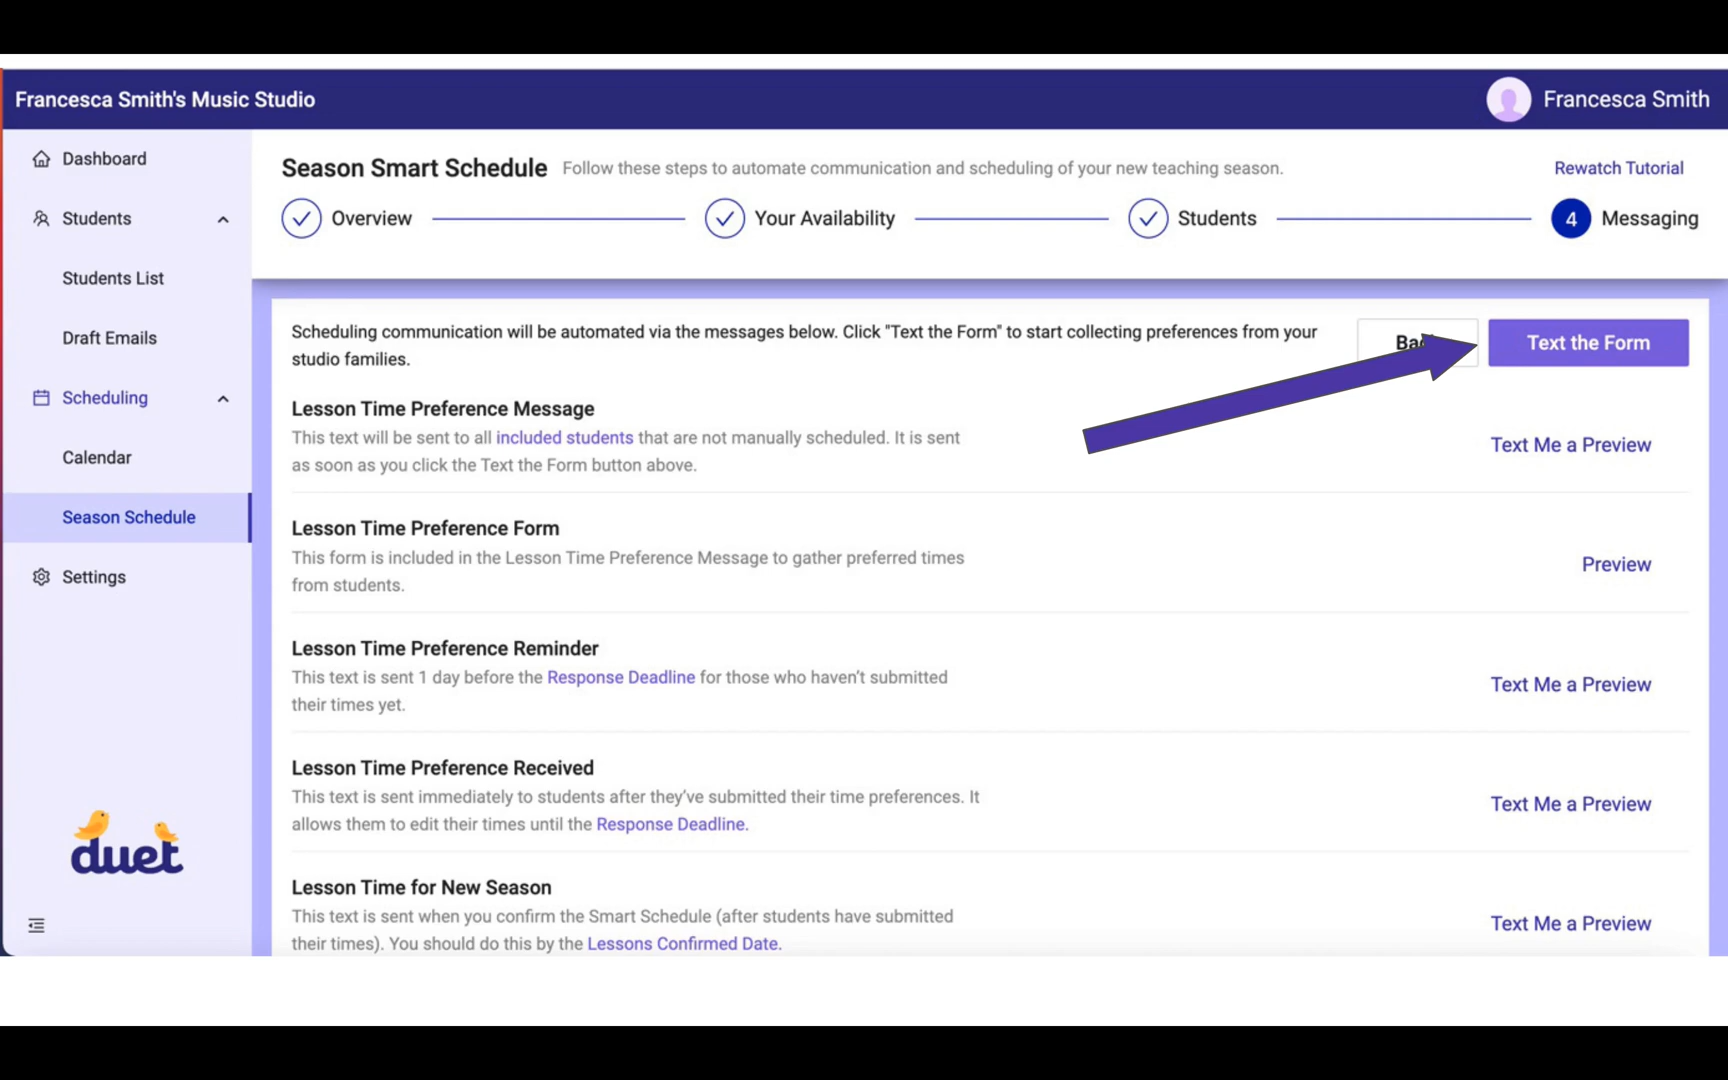 Francesca Smith's Music Studio
Francesca Smith
Dashboard
Students
Students List
Draft Emails
Scheduling
Calendar
Season Schedule
Settings
duet
Season Smart Schedule
Follow these steps to automate communication and scheduling of your new teaching season.
Rewatch Tutorial
Overview
Your Availability
Students
4
Messaging
Scheduling communication will be automated via the messages below. Click "Text the Form" to start collecting preferences from your
studio families.
Text the Form
Lesson Time Preference Message
This text will be sent to all included students that are not manually scheduled. It is sent
as soon as you click the Text the Form button above.
Text Me a Preview
Lesson Time Preference Form
This form is included in the Lesson Time Preference Message to gather preferred times
from students.
Preview
Lesson Time Preference Reminder
This text is sent 1 day before the Response Deadline for those who haven't submitted
their times yet.
Text Me a Preview
Lesson Time Preference Received
This text is sent immediately to students after they've submitted their time preferences. It
allows them to edit their times until the Response Deadline.
Text Me a Preview
Lesson Time for New Season
This text is sent when you confirm the Smart Schedule (after students have submitted
their times). You should do this by the Lessons Confirmed Date.
Text Me a Preview